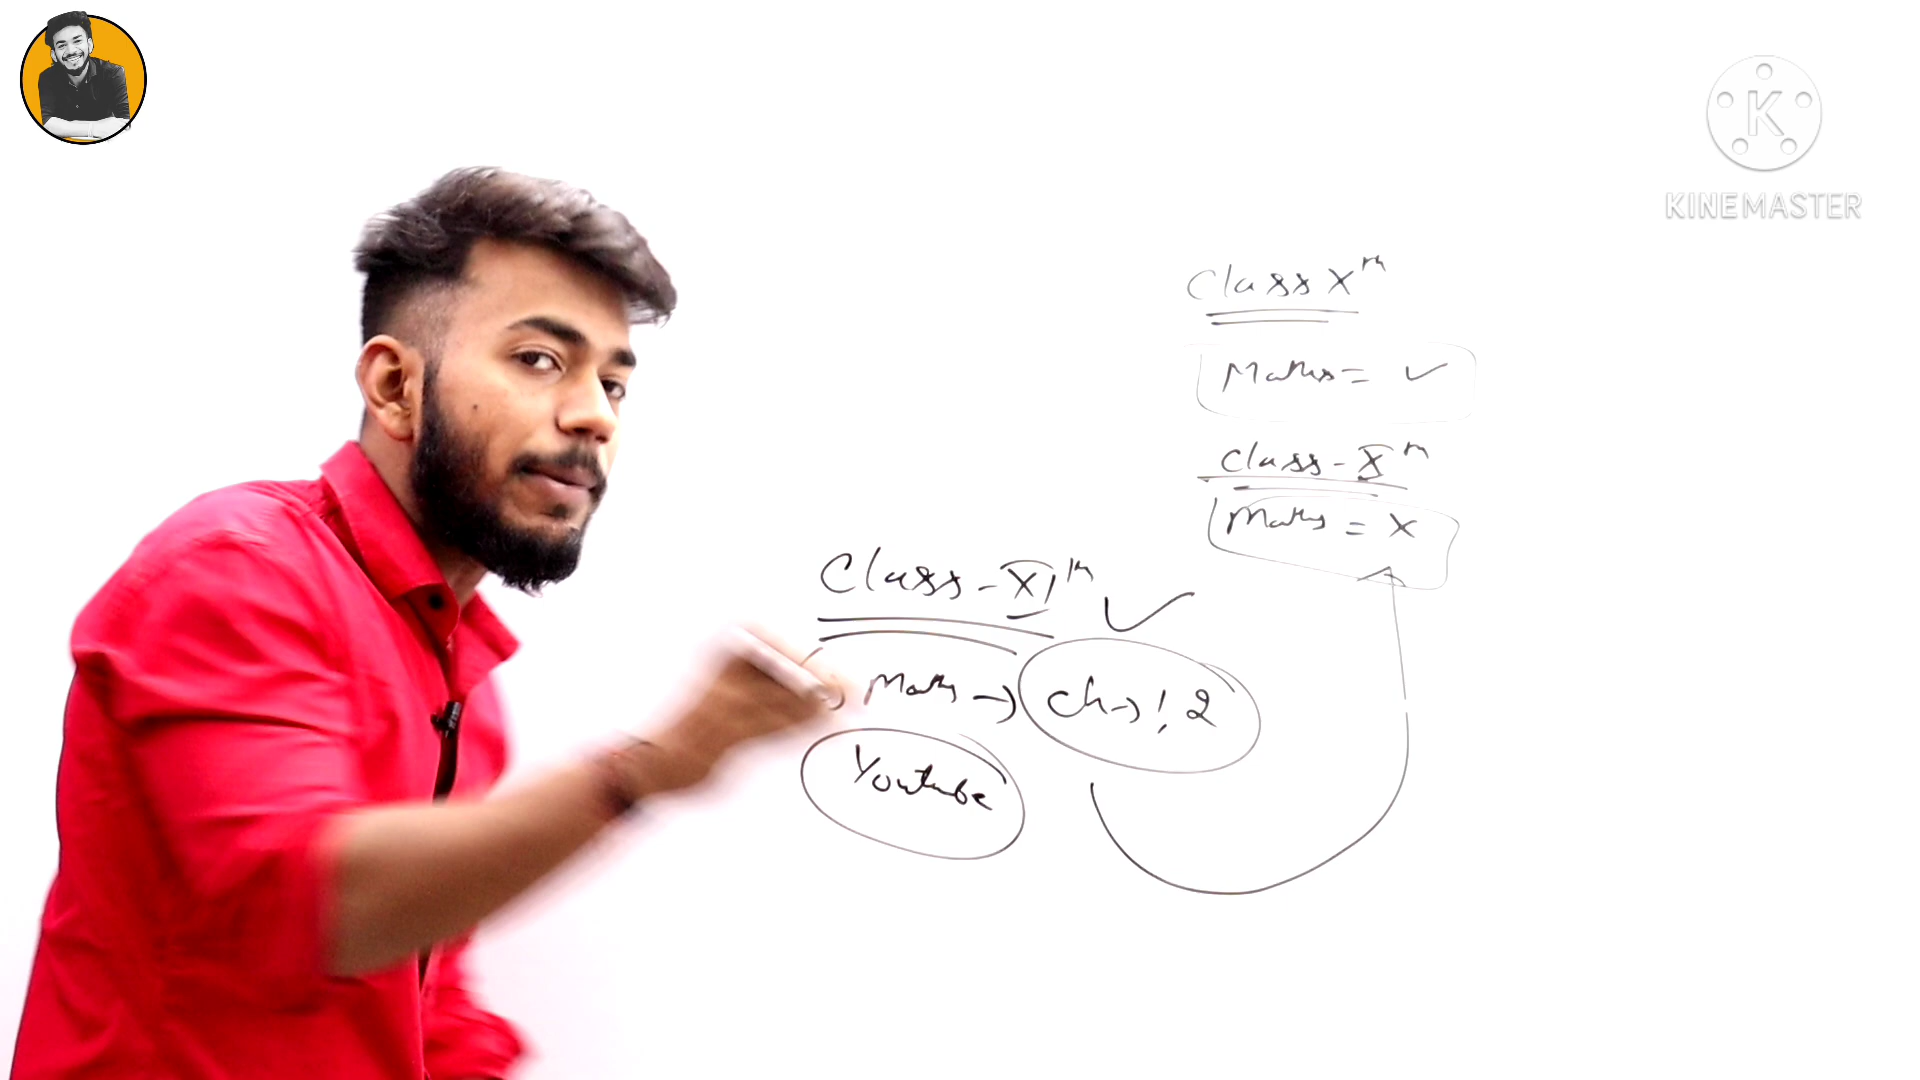 KINEMASTER
Class Xth
Maths = ✓
Class - Xth
Maths = X
Class - XIth ✓
Maths → Ch → 1, 2
Youtube